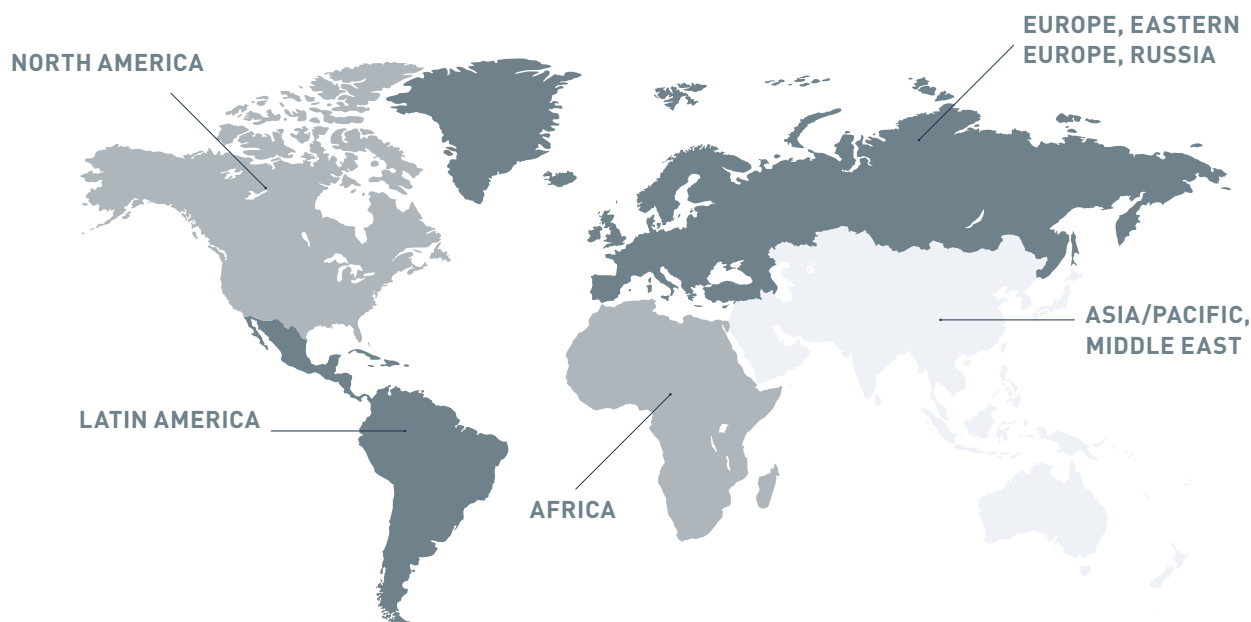 NORTH AMERICA
EUROPE, EASTERN
EUROPE, RUSSIA
ASIA/PACIFIC,
MIDDLE EAST
LATIN AMERICA
AFRICA